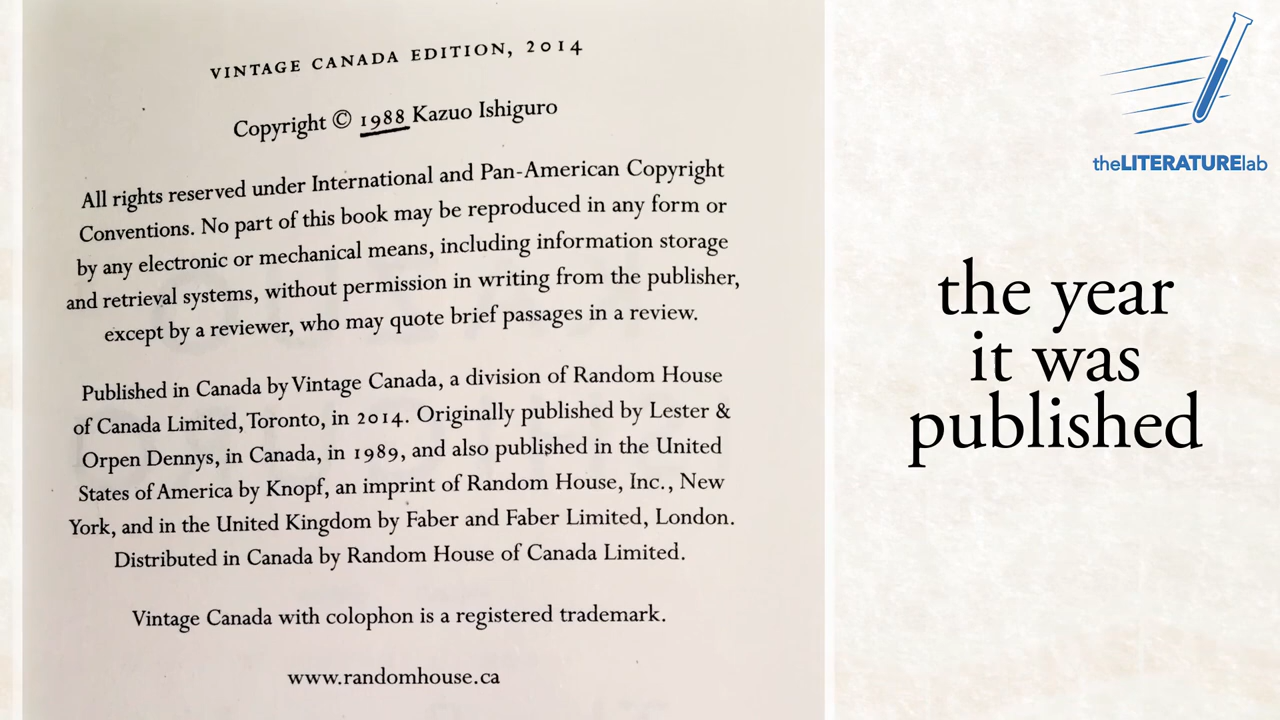 VINTAGE CANADA EDITION, 2014
Copyright © 1988 Kazuo Ishiguro
All rights reserved under International and Pan-American Copyright
Conventions. No part of this book may be reproduced in any form or
by any electronic or mechanical means, including information storage
and retrieval systems, without permission in writing from the publisher,
except by a reviewer, who may quote brief passages in a review.
Published in Canada by Vintage Canada, a division of Random House
of Canada Limited, Toronto, in 2014. Originally published by Lester &
Orpen Dennys, in Canada, in 1989, and also published in the United
States of America by Knopf, an imprint of Random House, Inc., New
York, and in the United Kingdom by Faber and Faber Limited, London.
Distributed in Canada by Random House of Canada Limited.
Vintage Canada with colophon is a registered trademark.
www.randomhouse.ca
theLITERATURElab
the year
it was
published